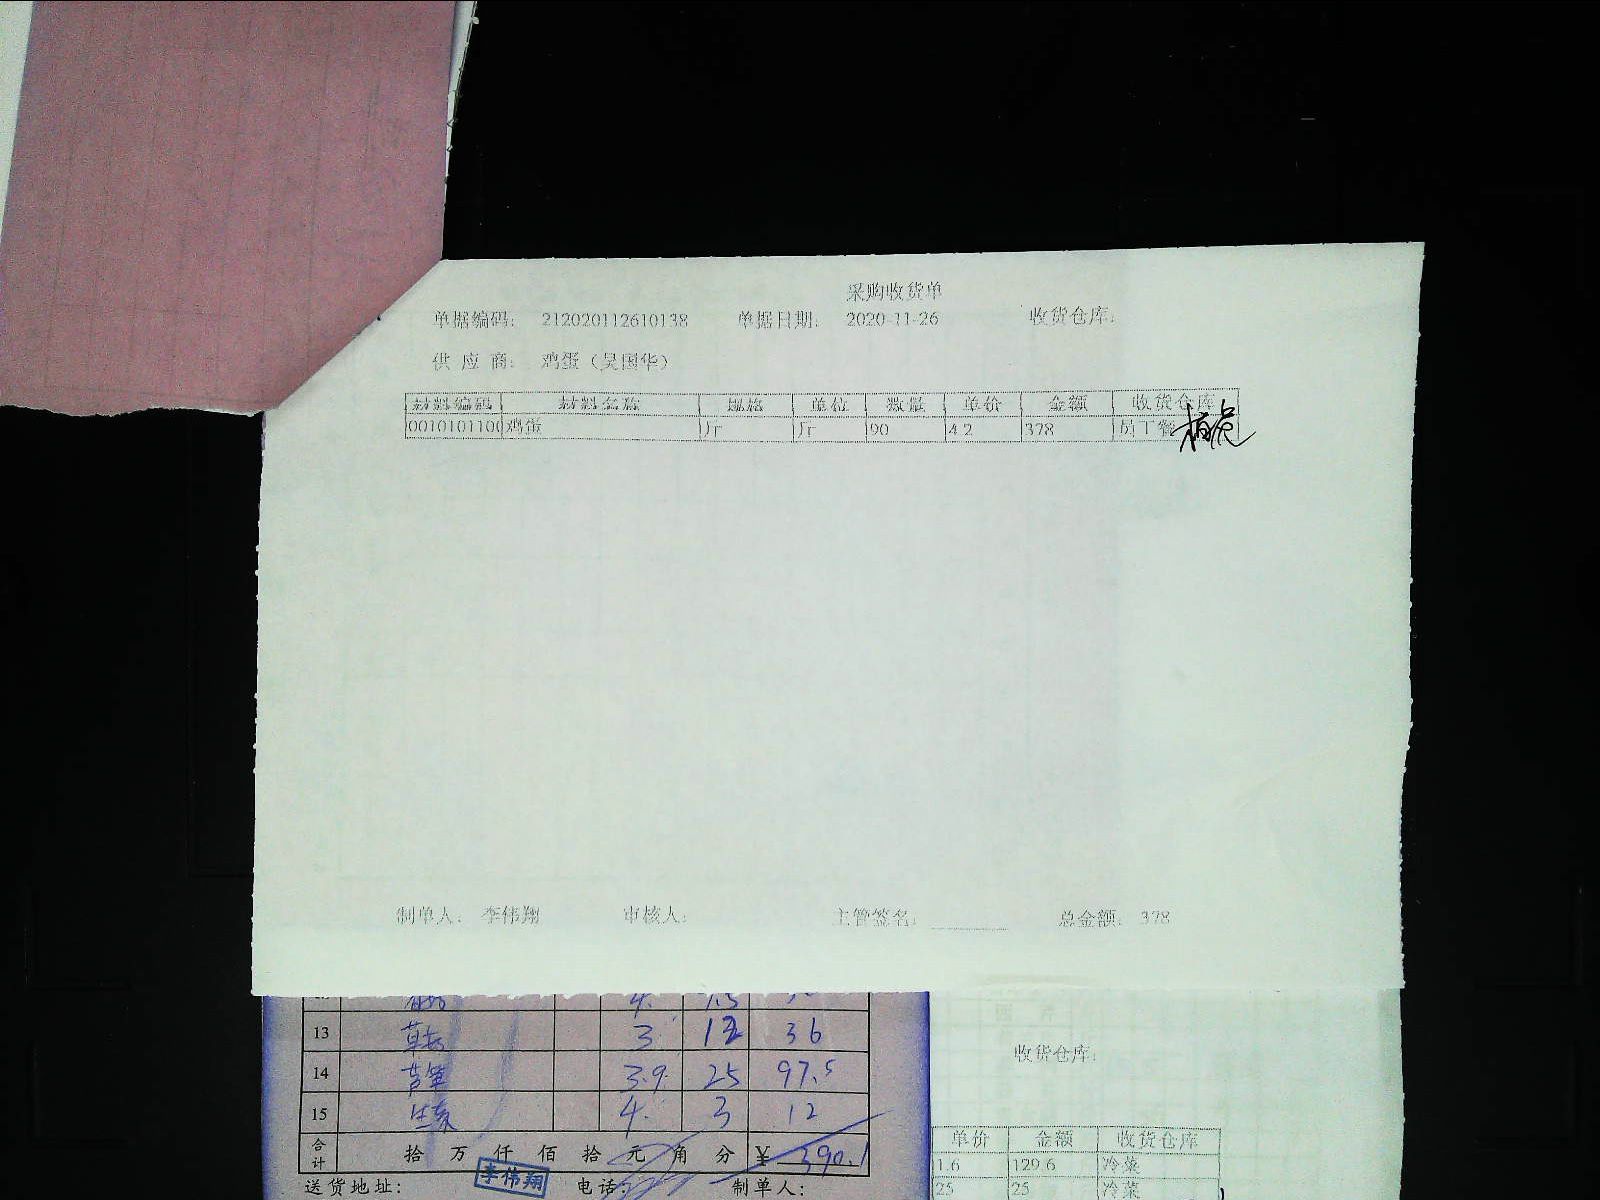 采购收货单
单据编码: 212020112610138 单据日期: 2020-11-26 收货仓库:
供 应 商: 鸡蛋（吴国华）
材料编码 材料名称 规格 单位 数量 单价 金额 收货仓库
0010101100 鸡蛋 斤 斤 90 4.2 378 员工餐
制单人: 李伟翔 审核人: 主管签名: 总金额: 378
13 3 12 36
14 3.9 25 97.5
15 4. 3 12
合计 拾 万 仟 佰 拾 元 角 分 ¥ 390.1
李伟翔
送货地址: 电话: 制单人:
收货仓库:
单价 金额 收货仓库
1.6 129.6 冷菜
25 25 冷菜